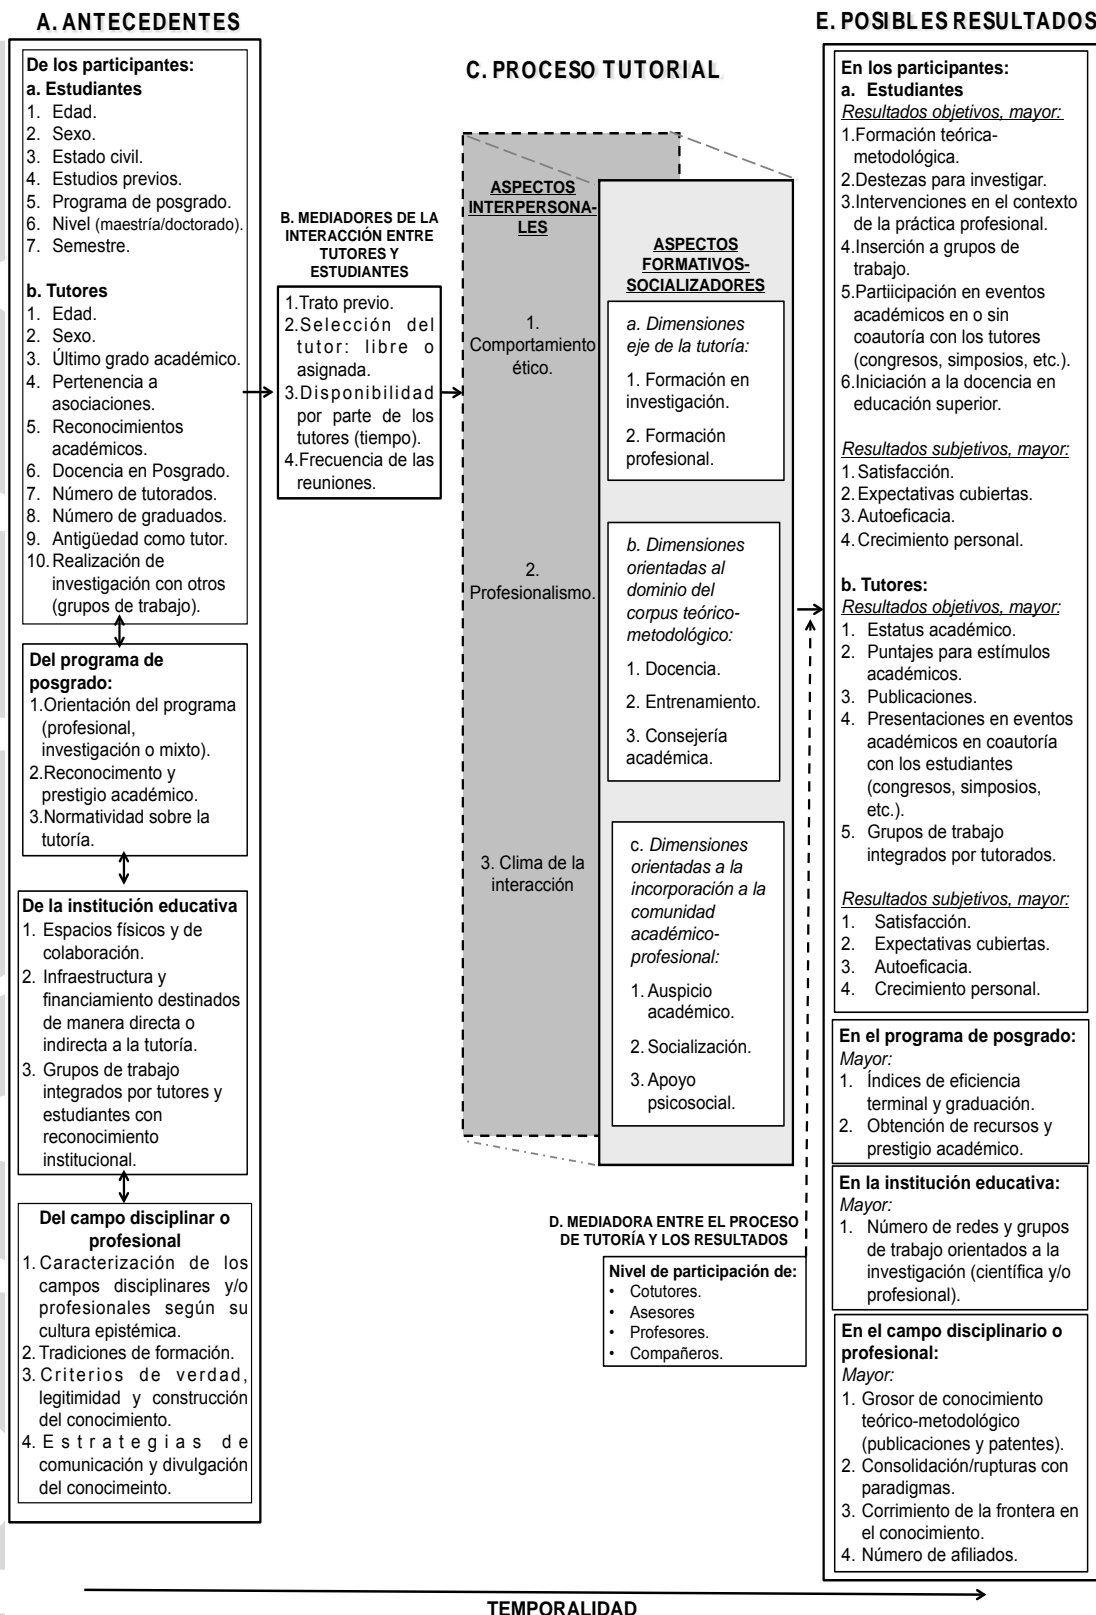 A. ANTECEDENTES
De los participantes:
a. Estudiantes
1. Edad.
2. Sexo.
3. Estado civil.
4. Estudios previos.
5. Programa de posgrado.
6. Nivel (maestría/doctorado).
7. Semestre.
b. Tutores
1. Edad.
2. Sexo.
3. Último grado académico.
4. Pertenencia a
asociaciones.
5. Reconocimientos
académicos.
6. Docencia en Posgrado.
7. Número de tutorados.
8. Número de graduados.
9. Antigüedad como tutor.
10. Realización de
investigación con otros
(grupos de trabajo).
Del programa de
posgrado:
1.Orientación del programa
(profesional,
investigación o mixto).
2.Reconocimento y
prestigio académico.
3.Normatividad sobre la
tutoría.
De la institución educativa
1. Espacios físicos y de
colaboración.
2. Infraestructura y
financiamiento destinados
de manera directa o
indirecta a la tutoría.
3. Grupos de trabajo
integrados por tutores y
estudiantes con
reconocimiento
institucional.
Del campo disciplinar o
profesional
1. Caracterización de los
campos disciplinares y/o
profesionales según su
cultura epistémica.
2. Tradiciones de formación.
3. Criterios de verdad,
legitimidad y construcción
del conocimiento.
4. Estrategias de
comunicación y divulgación
del conocimeinto.
B. MEDIADORES DE LA
INTERACCIÓN ENTRE
TUTORES Y
ESTUDIANTES
1.Trato previo.
2.Selección del
tutor: libre o
asignada.
3.Disponibilidad
por parte de los
tutores (tiempo).
4.Frecuencia de las
reuniones.
C. PROCESO TUTORIAL
ASPECTOS
INTERPERSONA-
LES
1.
Comportamiento
ético.
2.
Profesionalismo.
3. Clima de la
interacción
ASPECTOS
FORMATIVOS-
SOCIALIZADORES
a. Dimensiones
eje de la tutoría:
1. Formación en
investigación.
2. Formación
profesional.
b. Dimensiones
orientadas al
dominio del
corpus teórico-
metodológico:
1. Docencia.
2. Entrenamiento.
3. Consejería
académica.
c. Dimensiones
orientadas a la
incorporación a la
comunidad
académico-
profesional:
1. Auspicio
académico.
2. Socialización.
3. Apoyo
psicosocial.
D. MEDIADORA ENTRE EL PROCESO
DE TUTORÍA Y LOS RESULTADOS
Nivel de participación de:
• Cotutores.
• Asesores
• Profesores.
• Compañeros.
E. POSIBLES RESULTADOS
En los participantes:
a. Estudiantes
Resultados objetivos, mayor:
1.Formación teórica-
metodológica.
2.Destezas para investigar.
3.Intervenciones en el contexto
de la práctica profesional.
4.Inserción a grupos de
trabajo.
5.Partiicipación en eventos
académicos en o sin
coautoría con los tutores
(congresos, simposios, etc.).
6.Iniciación a la docencia en
educación superior.
Resultados subjetivos, mayor:
1. Satisfacción.
2. Expectativas cubiertas.
3. Autoeficacia.
4. Crecimiento personal.
b. Tutores:
Resultados objetivos, mayor:
1. Estatus académico.
2. Puntajes para estímulos
académicos.
3. Publicaciones.
4. Presentaciones en eventos
académicos en coautoría
con los estudiantes
(congresos, simposios,
etc.).
5. Grupos de trabajo
integrados por tutorados.
Resultados subjetivos, mayor:
1. Satisfacción.
2. Expectativas cubiertas.
3. Autoeficacia.
4. Crecimiento personal.
En el programa de posgrado:
Mayor:
1. Índices de eficiencia
terminal y graduación.
2. Obtención de recursos y
prestigio académico.
En la institución educativa:
Mayor:
1. Número de redes y grupos
de trabajo orientados a la
investigación (científica y/o
profesional).
En el campo disciplinario o
profesional:
Mayor:
1. Grosor de conocimiento
teórico-metodológico
(publicaciones y patentes).
2. Consolidación/rupturas con
paradigmas.
3. Corrimiento de la frontera en
el conocimiento.
4. Número de afiliados.
TEMPORALIDAD